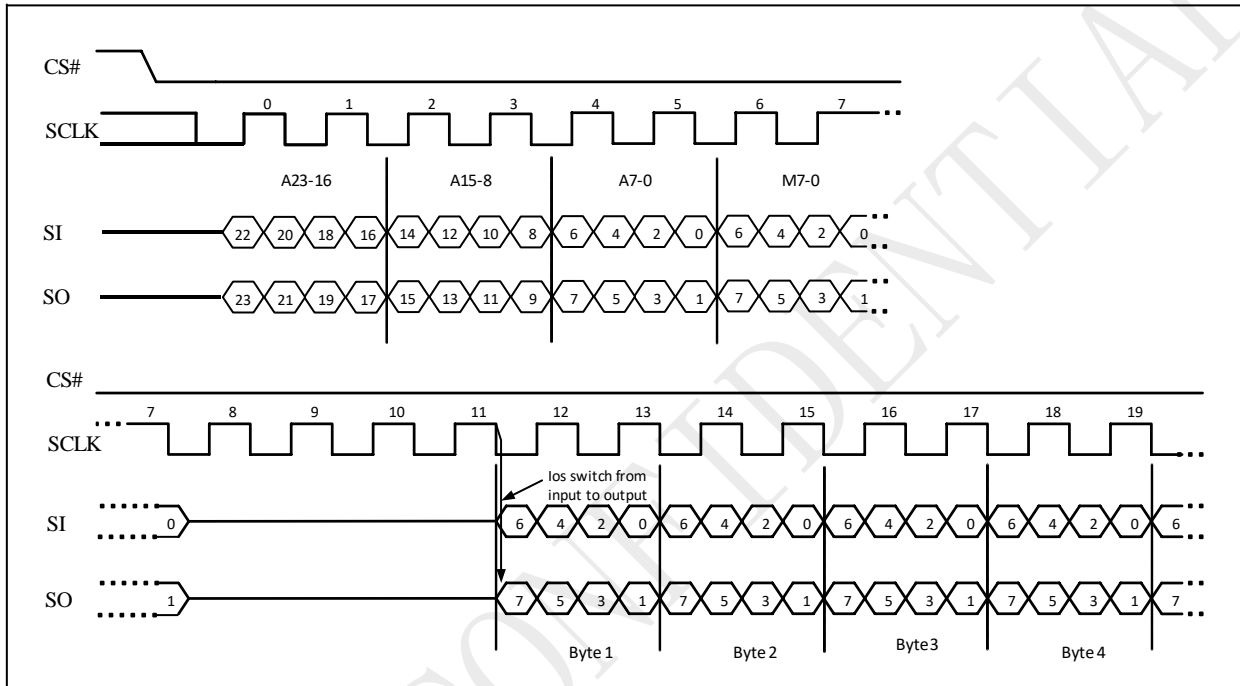 CS#
0 1 2 3 4 5 6 7
SCLK
A23-16 A15-8 A7-0 M7-0
SI 22 20 18 16 14 12 10 8 6 4 2 0 6 4 2 0
SO 23 21 19 17 15 13 11 9 7 5 3 1 7 5 3 1
CS#
7 8 9 10 11 12 13 14 15 16 17 18 19
SCLK
Ios switch from
input to output
SI 0 6 4 2 0 6 4 2 0 6 4 2 0 6 4 2 0 6
SO 1 7 5 3 1 7 5 3 1 7 5 3 1 7 5 3 1 7
Byte 1 Byte 2 Byte3 Byte 4
CONFIDENTIAL